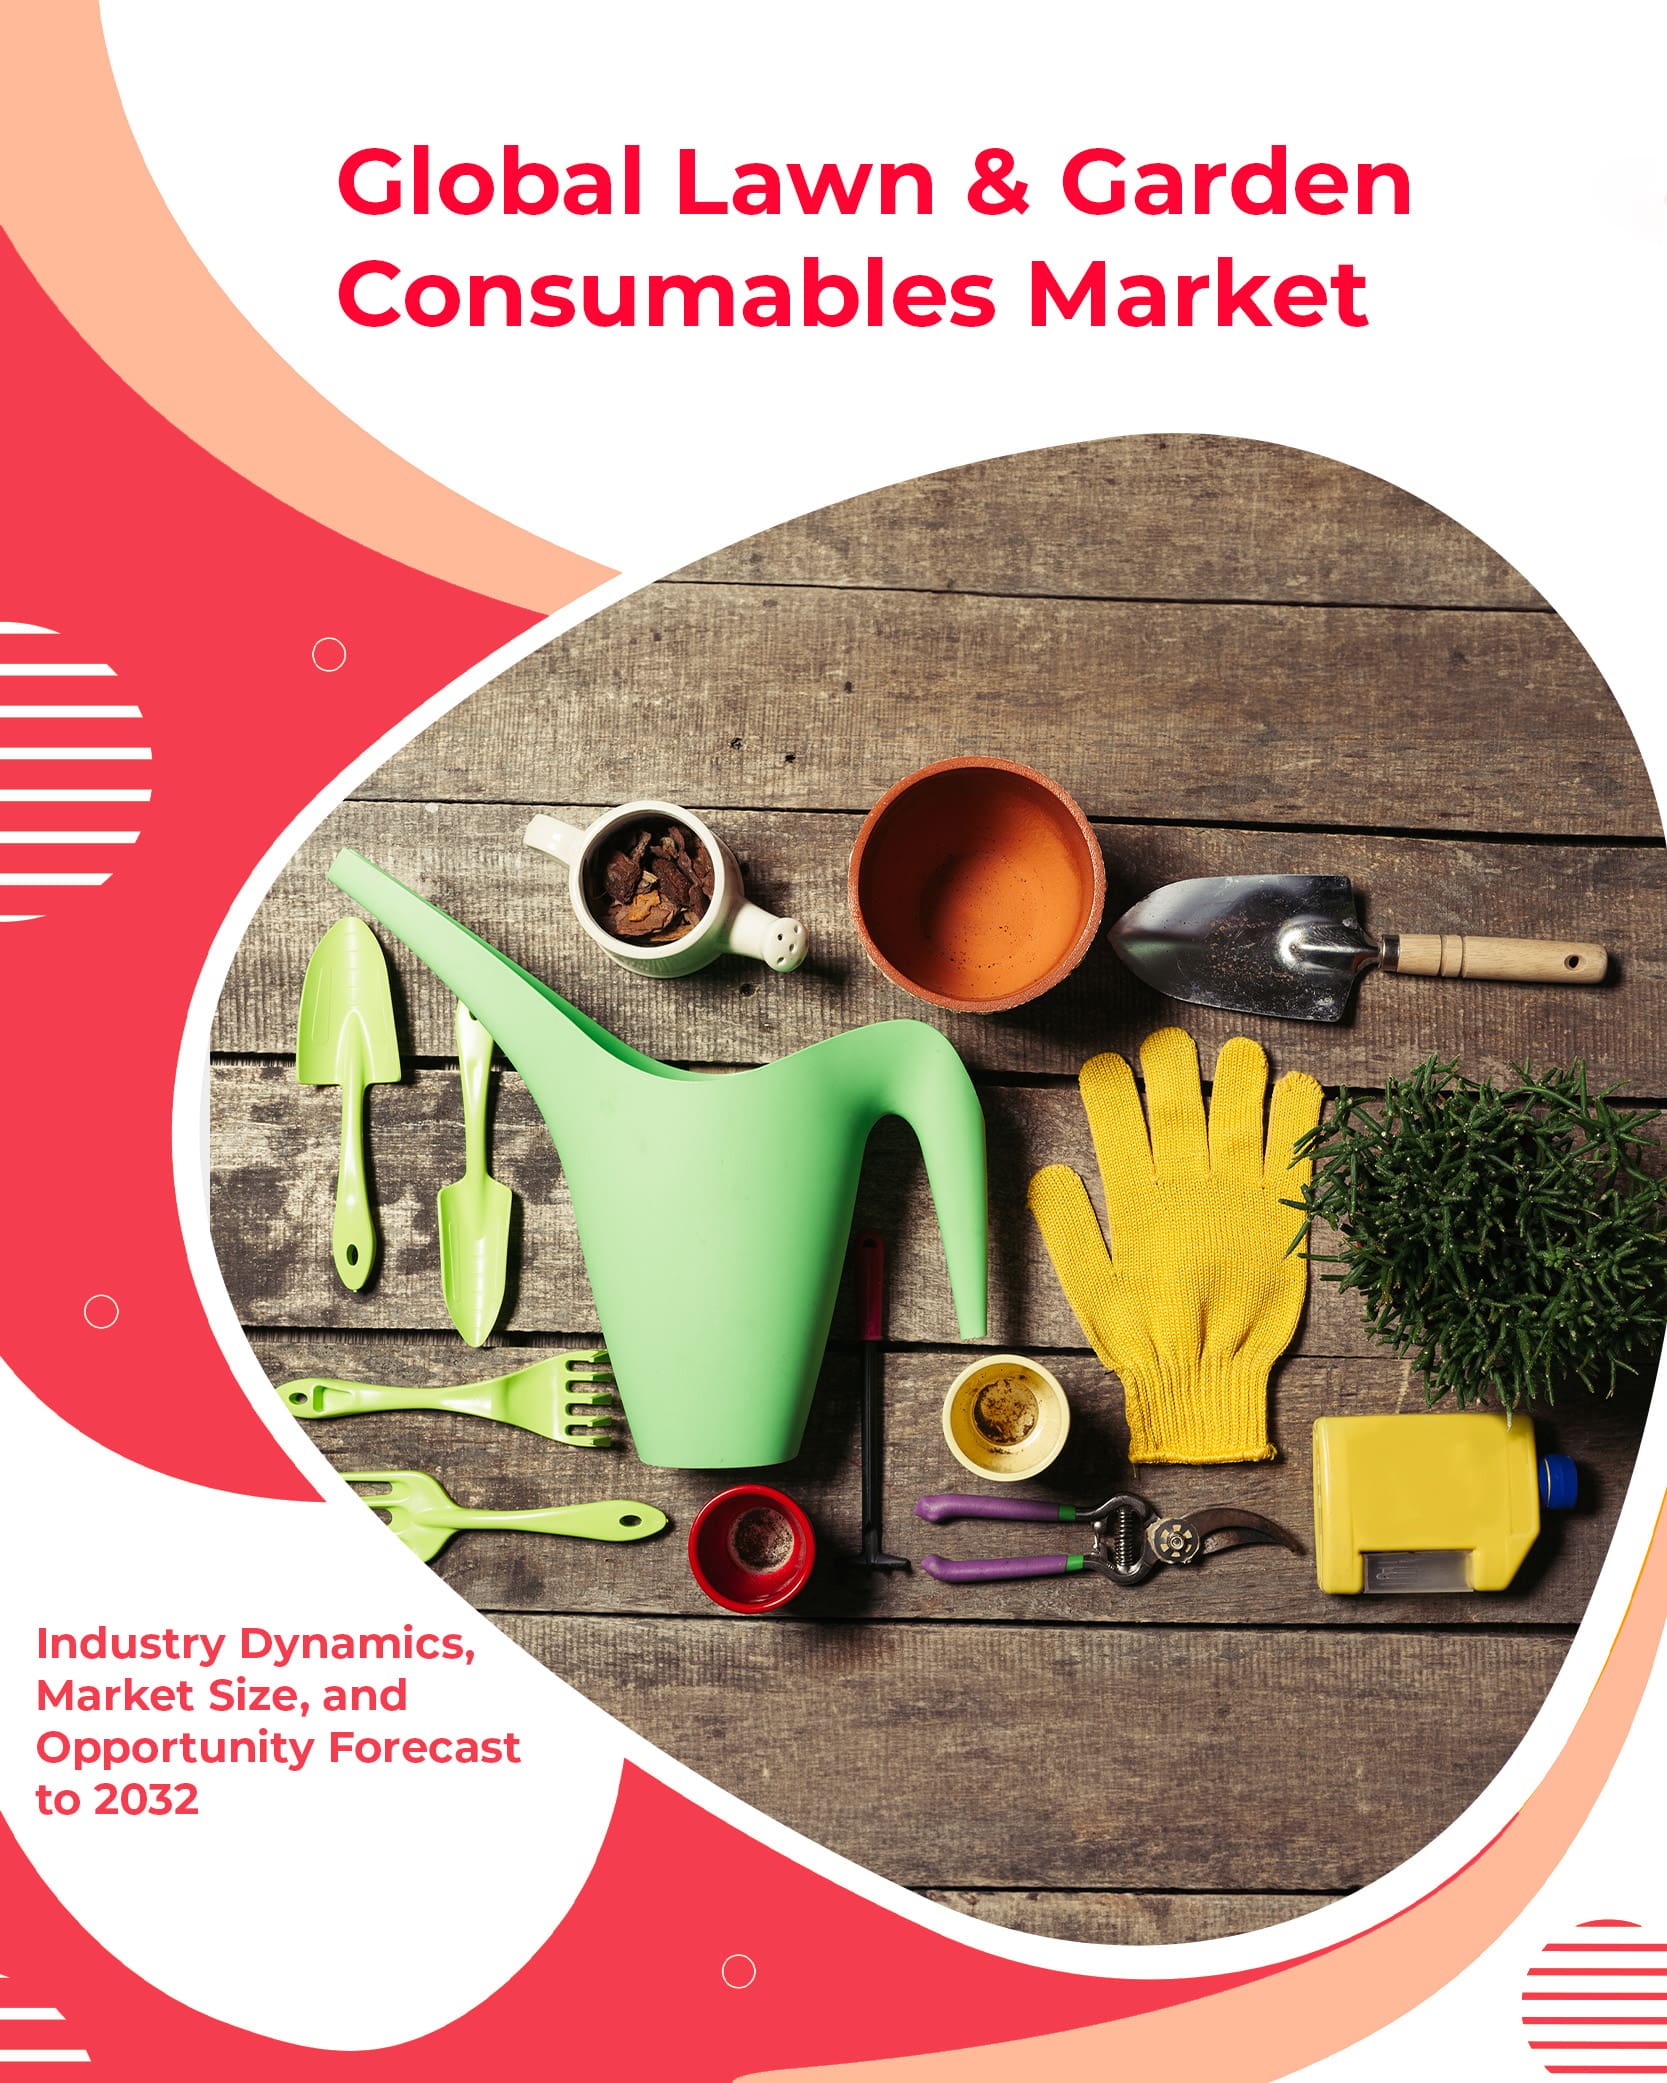 Global Lawn & Garden
Consumables Market
Industry Dynamics,
Market Size, and
Opportunity Forecast
to 2032